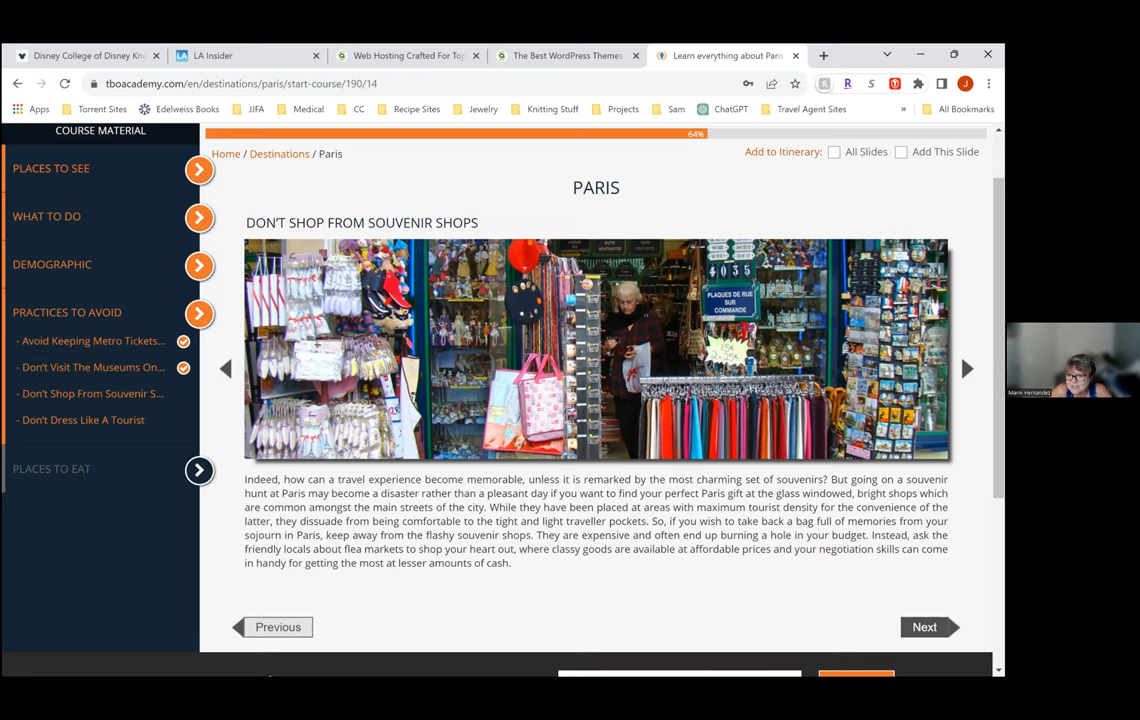 Disney College of Disney Kno
LA Insider
Web Hosting Crafted For Top
The Best WordPress Themes
Learn everything about Paris
tboacademy.com/en/destinations/paris/start-course/190/14
Apps
Torrent Sites
Edelweiss Books
JJFA
Medical
CC
Recipe Sites
Jewelry
Knitting Stuff
Projects
Sam
ChatGPT
Travel Agent Sites
»
All Bookmarks
COURSE MATERIAL
PLACES TO SEE
WHAT TO DO
DEMOGRAPHIC
PRACTICES TO AVOID
- Avoid Keeping Metro Tickets...
- Don't Visit The Museums On...
- Don't Shop From Souvenir S...
- Don't Dress Like A Tourist
PLACES TO EAT
64%
Home / Destinations / Paris
Add to Itinerary: All Slides Add This Slide
PARIS
DON'T SHOP FROM SOUVENIR SHOPS
4035
PLAQUES DE RUE
SUR
COMMANDE
Indeed, how can a travel experience become memorable, unless it is remarked by the most charming set of souvenirs? But going on a souvenir
hunt at Paris may become a disaster rather than a pleasant day if you want to find your perfect Paris gift at the glass windowed, bright shops which
are common amongst the main streets of the city. While they have been placed at areas with maximum tourist density for the convenience of the
latter, they dissuade from being comfortable to the tight and light traveller pockets. So, if you wish to take back a bag full of memories from your
sojourn in Paris, keep away from the flashy souvenir shops. They are expensive and often end up burning a hole in your budget. Instead, ask the
friendly locals about flea markets to shop your heart out, where classy goods are available at affordable prices and your negotiation skills can come
in handy for getting the most at lesser amounts of cash.
Previous
Next
Hernandez